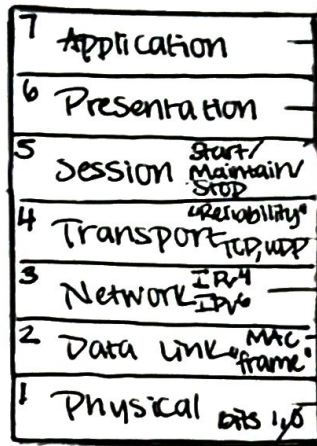 7 Application
6 Presentation
5 Session Start/
Maintain/
Stop
4 Transport "Reliability"
TCP, UDP
3 Network IPv4
IPv6
2 Data Link MAC
"frame"
1 Physical bits 1,0